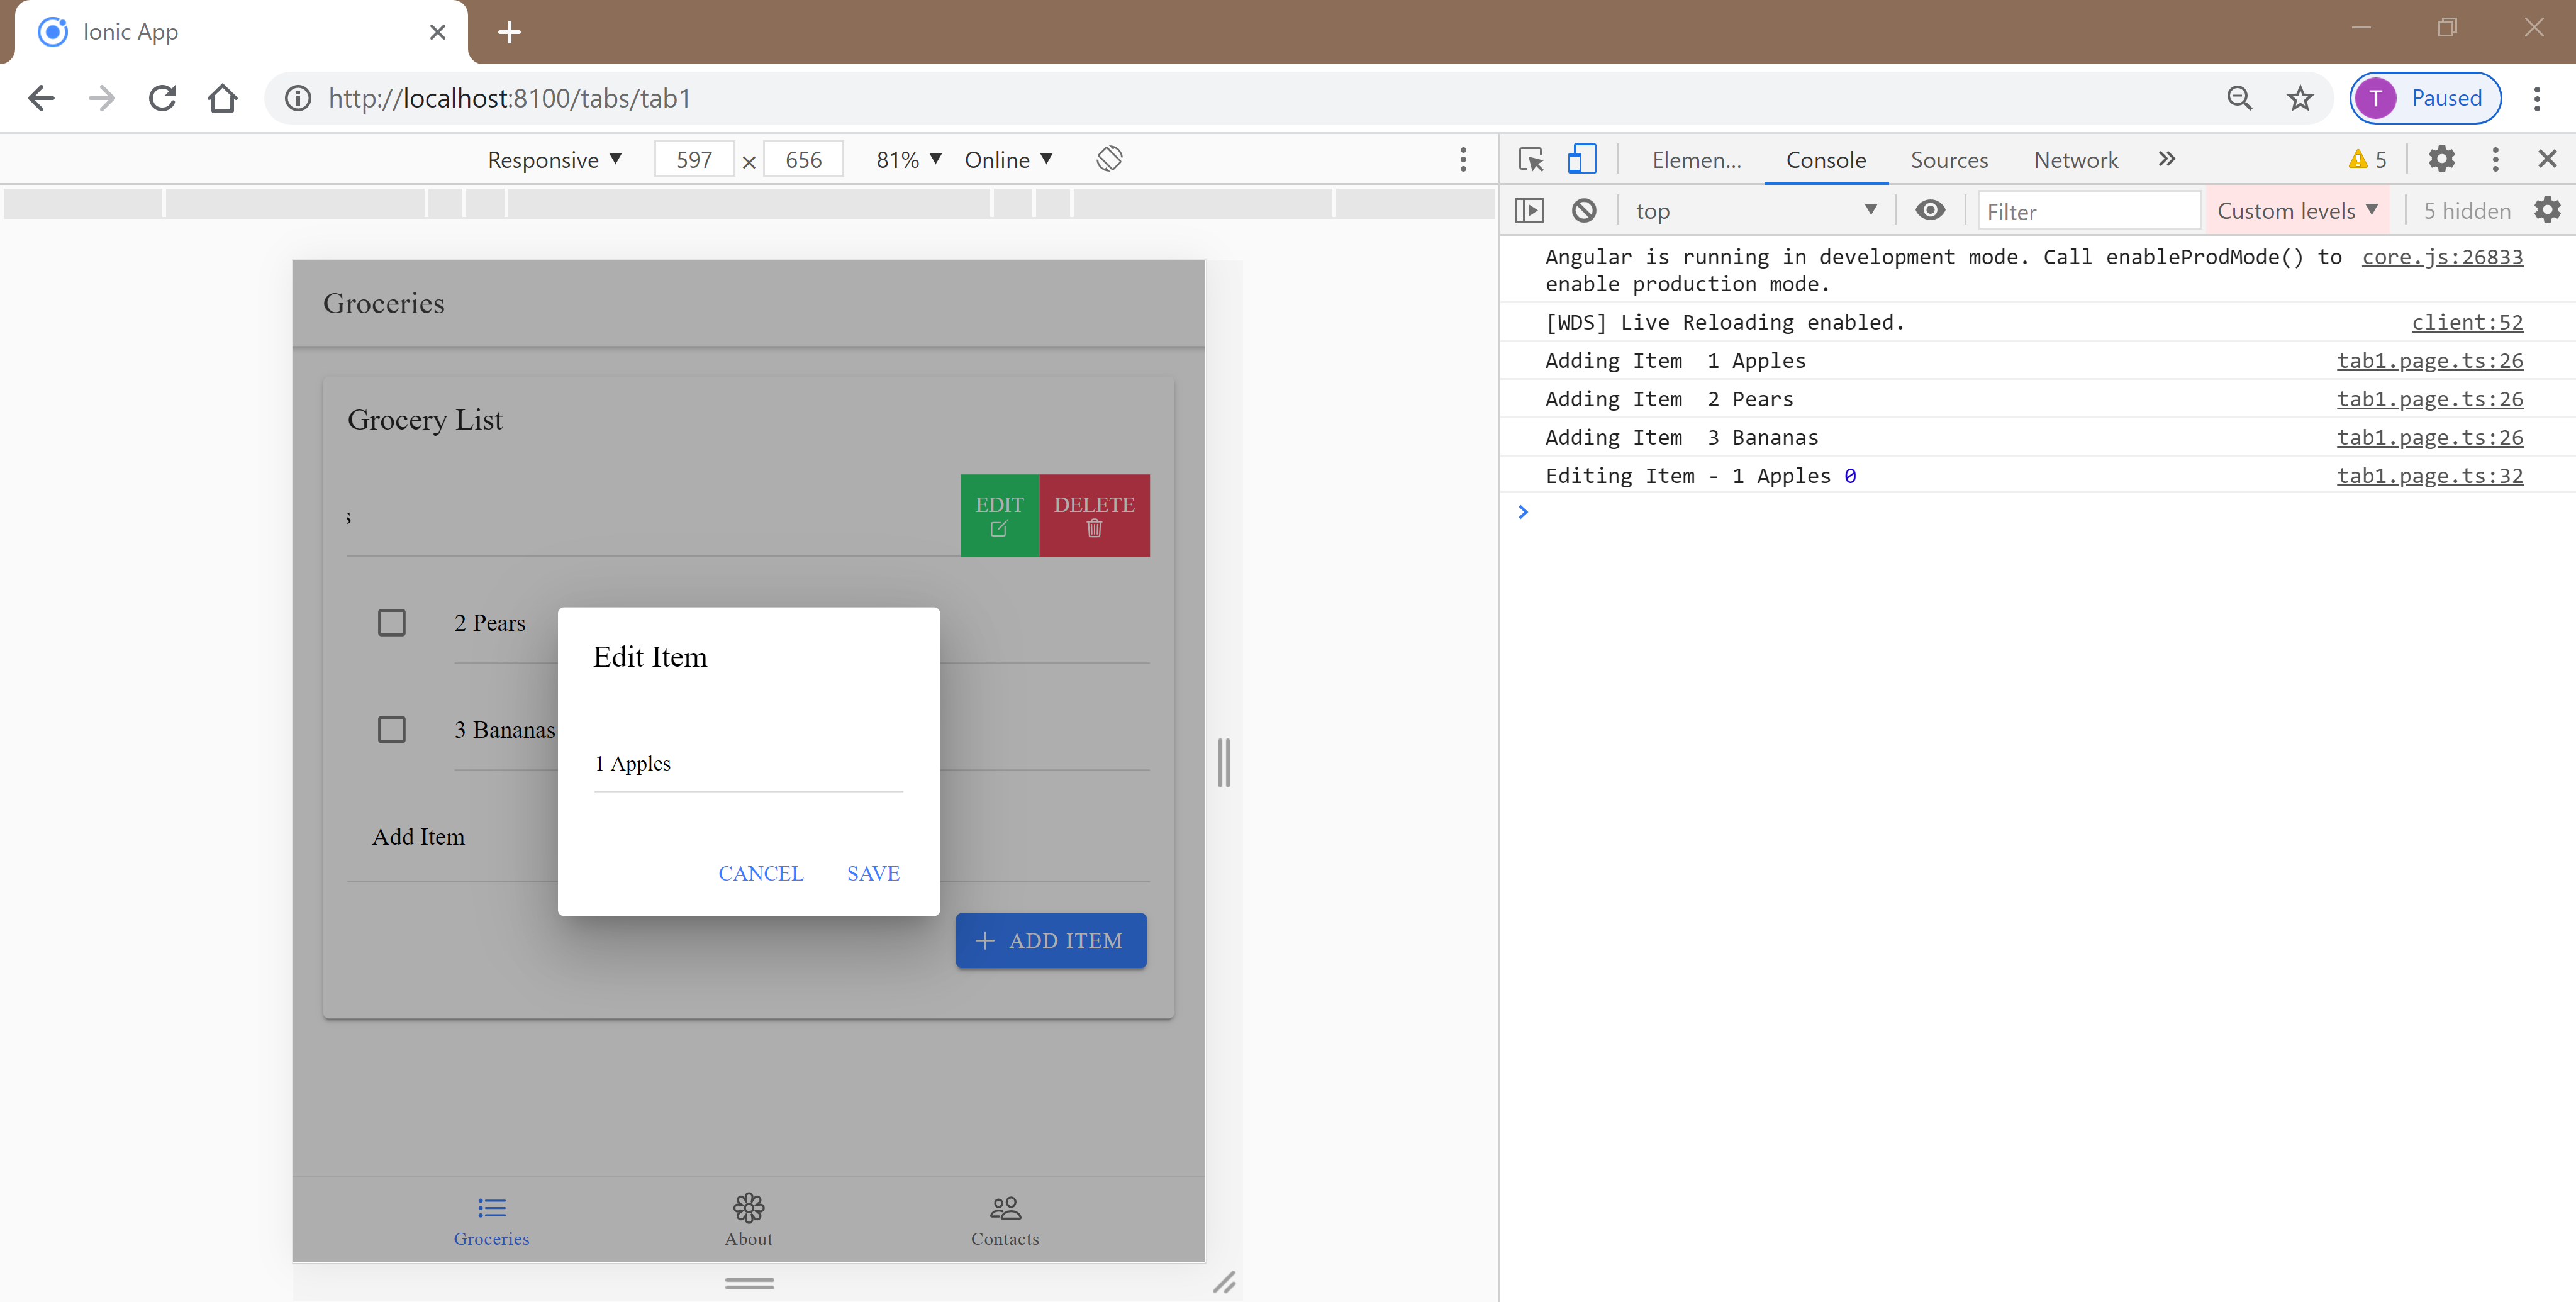 Ionic App
http://localhost:8100/tabs/tab1
T Paused
Responsive 597 × 656 81% Online
Elemen... Console Sources Network » 5
top Filter Custom levels 5 hidden
Groceries
Grocery List
s
EDIT DELETE
2 Pears
3 Bananas
Add Item
ADD ITEM
Edit Item
1 Apples
CANCEL SAVE
Groceries About Contacts
Angular is running in development mode. Call enableProdMode() to core.js:26833
enable production mode.
[WDS] Live Reloading enabled. client:52
Adding Item  1 Apples tab1.page.ts:26
Adding Item  2 Pears tab1.page.ts:26
Adding Item  3 Bananas tab1.page.ts:26
Editing Item - 1 Apples 0 tab1.page.ts:32